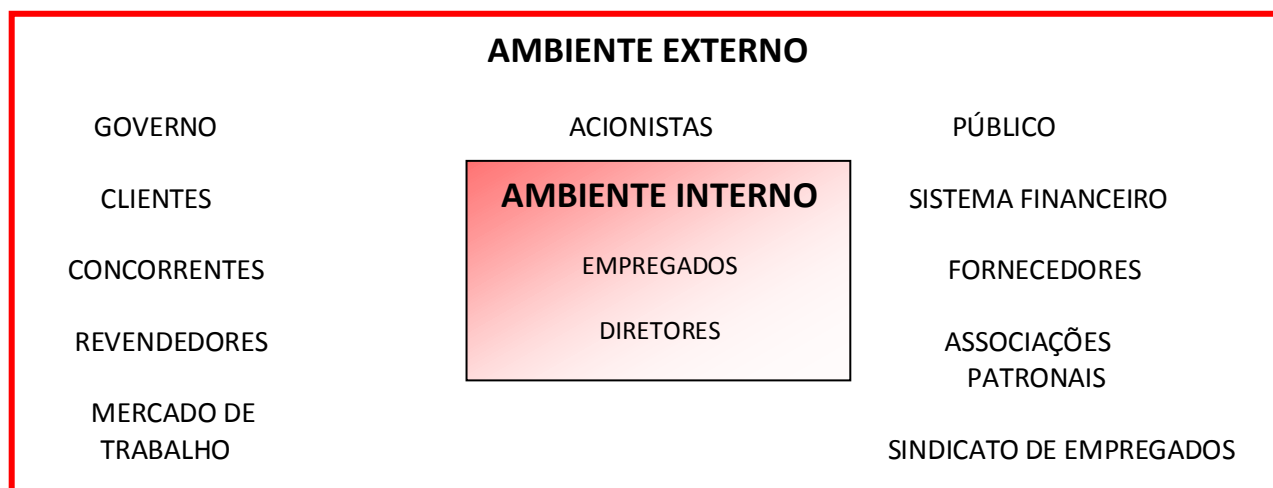 AMBIENTE EXTERNO
GOVERNO
ACIONISTAS
PÚBLICO
CLIENTES
AMBIENTE INTERNO
SISTEMA FINANCEIRO
CONCORRENTES
EMPREGADOS
FORNECEDORES
REVENDEDORES
DIRETORES
ASSOCIAÇÕES
PATRONAIS
MERCADO DE
TRABALHO
SINDICATO DE EMPREGADOS